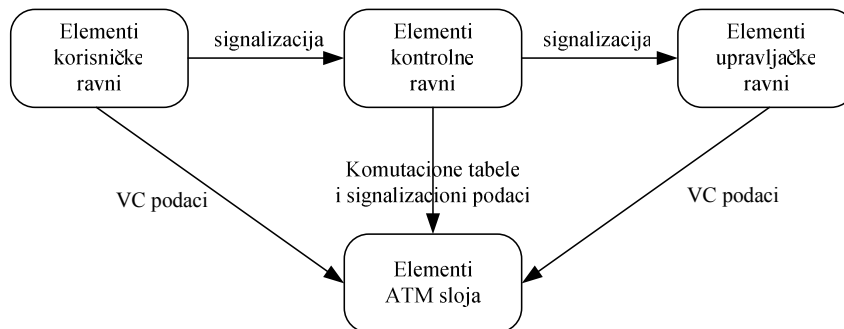 Elementi
korisničke
ravni
signalizacija
Elementi
kontrolne
ravni
signalizacija
Elementi
upravljačke
ravni
VC podaci
Komutacione tabele
i signalizacioni podaci
VC podaci
Elementi
ATM sloja